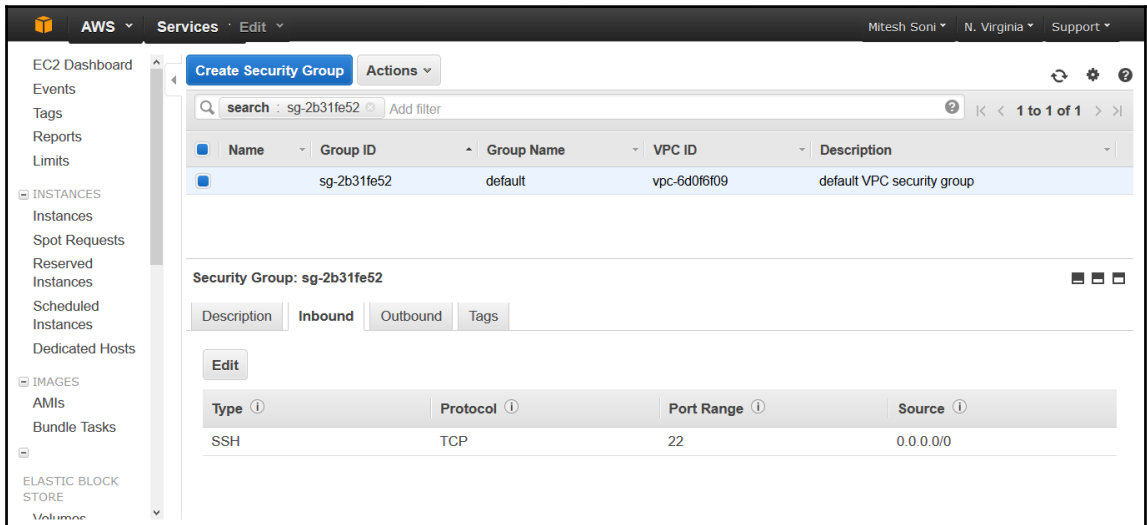 AWS Services Edit Mitesh Soni N. Virginia Support
EC2 Dashboard
Events
Tags
Reports
Limits
INSTANCES
Instances
Spot Requests
Reserved
Instances
Scheduled
Instances
Dedicated Hosts
IMAGES
AMIs
Bundle Tasks
ELASTIC BLOCK
STORE
Volumes
Create Security Group Actions
search : sg-2b31fe52 Add filter 1 to 1 of 1
Name Group ID Group Name VPC ID Description
sg-2b31fe52 default vpc-6d0f6f09 default VPC security group
Security Group: sg-2b31fe52
Description Inbound Outbound Tags
Edit
Type Protocol Port Range Source
SSH TCP 22 0.0.0.0/0